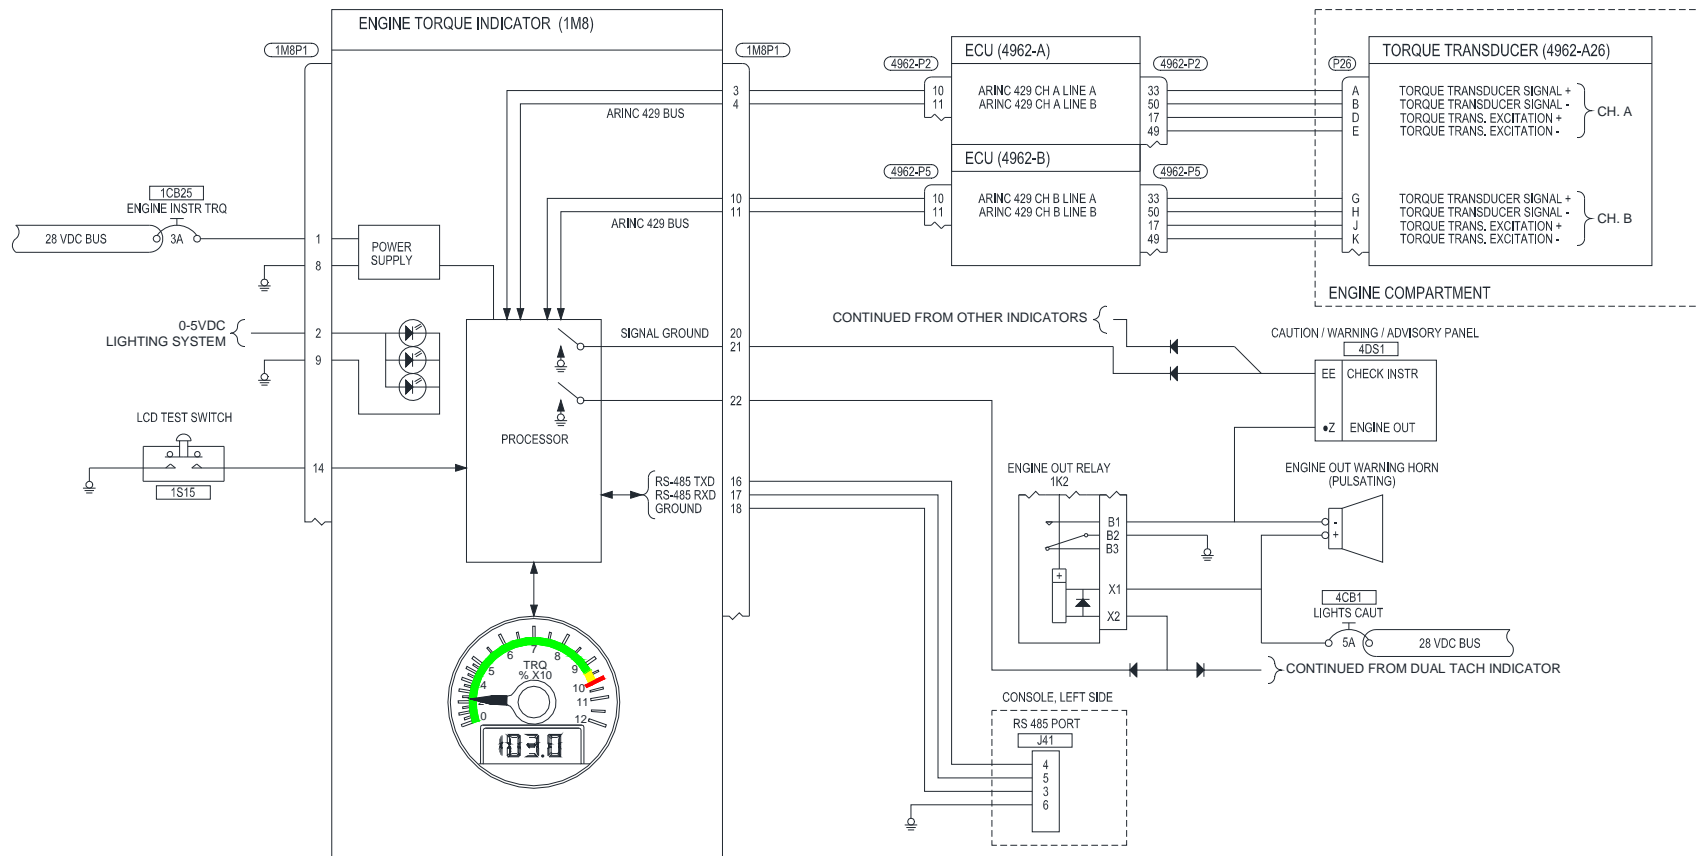 ENGINE TORQUE INDICATOR (1M8)
1M8P1
1M8P1
3
4
ARINC 429 BUS
10
11
ARINC 429 BUS
4962-P2
ECU (4962-A)
4962-P2
10 ARINC 429 CH A LINE A 33
11 ARINC 429 CH A LINE B 50
17
49
ECU (4962-B)
4962-P5
4962-P5
10 ARINC 429 CH B LINE A 33
11 ARINC 429 CH B LINE B 50
17
49
TORQUE TRANSDUCER (4962-A26)
P26
A TORQUE TRANSDUCER SIGNAL +
B TORQUE TRANSDUCER SIGNAL -
D TORQUE TRANS. EXCITATION +
E TORQUE TRANS. EXCITATION -
CH. A
G TORQUE TRANSDUCER SIGNAL +
H TORQUE TRANSDUCER SIGNAL -
J TORQUE TRANS. EXCITATION +
K TORQUE TRANS. EXCITATION -
CH. B
ENGINE COMPARTMENT
1CB25
ENGINE INSTR TRQ
28 VDC BUS
3A
1
8
POWER
SUPPLY
0-5VDC
LIGHTING SYSTEM
2
9
LCD TEST SWITCH
1S15
14
PROCESSOR
SIGNAL GROUND 20
21
22
RS-485 TXD 16
RS-485 RXD 17
GROUND 18
CONTINUED FROM OTHER INDICATORS
CAUTION / WARNING / ADVISORY PANEL
4DS1
EE CHECK INSTR
•Z ENGINE OUT
ENGINE OUT RELAY
1K2
B1
B2
B3
+
X1
X2
ENGINE OUT WARNING HORN
(PULSATING)
-
+
4CB1
LIGHTS CAUT
5A
28 VDC BUS
CONTINUED FROM DUAL TACH INDICATOR
CONSOLE, LEFT SIDE
RS 485 PORT
J41
4
5
3
6
TRQ
% X10
0
2
4
5
6
7
8
9
10
11
12
103.0